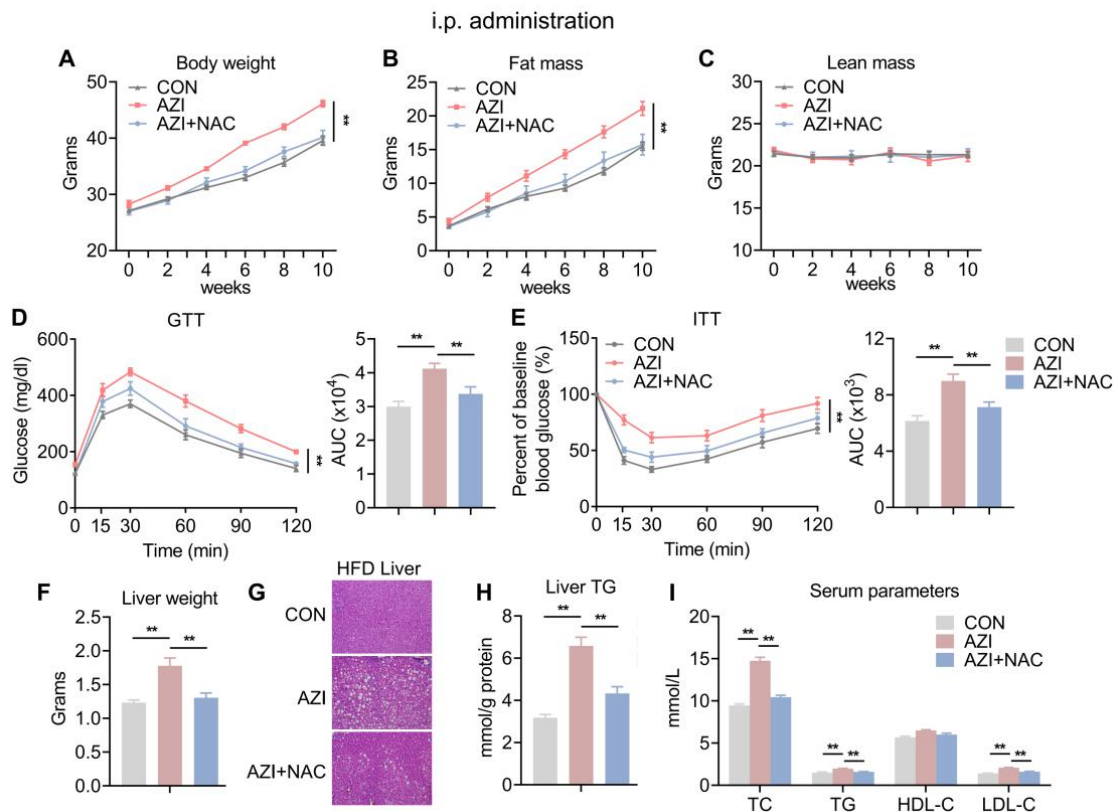 i.p. administration
A
Body weight
Grams
50
40
30
20
CON
AZI
AZI+NAC
**
0 2 4 6 8 10
weeks
B
Fat mass
Grams
25
20
15
10
5
0
CON
AZI
AZI+NAC
**
0 2 4 6 8 10
weeks
C
Lean mass
Grams
30
25
20
15
10
CON
AZI
AZI+NAC
0 2 4 6 8 10
weeks
D
GTT
Glucose (mg/dl)
600
400
200
0
**
0 15 30 60 90 120
Time (min)
AUC (x10⁴)
5
4
3
2
1
0
** **
E
ITT
Percent of baseline
blood glucose (%)
150
100
50
0
CON
AZI
AZI+NAC
**
0 15 30 60 90 120
Time (min)
AUC (x10³)
12
9
6
3
0
** **
CON
AZI
AZI+NAC
F
Liver weight
Grams
2.5
2.0
1.5
1.0
0.5
0.0
** **
G
HFD Liver
CON
AZI
AZI+NAC
H
Liver TG
mmol/g protein
8
6
4
2
0
** **
I
Serum parameters
mmol/L
20
15
10
5
0
CON
AZI
AZI+NAC
** **
** **
** **
TC TG HDL-C LDL-C